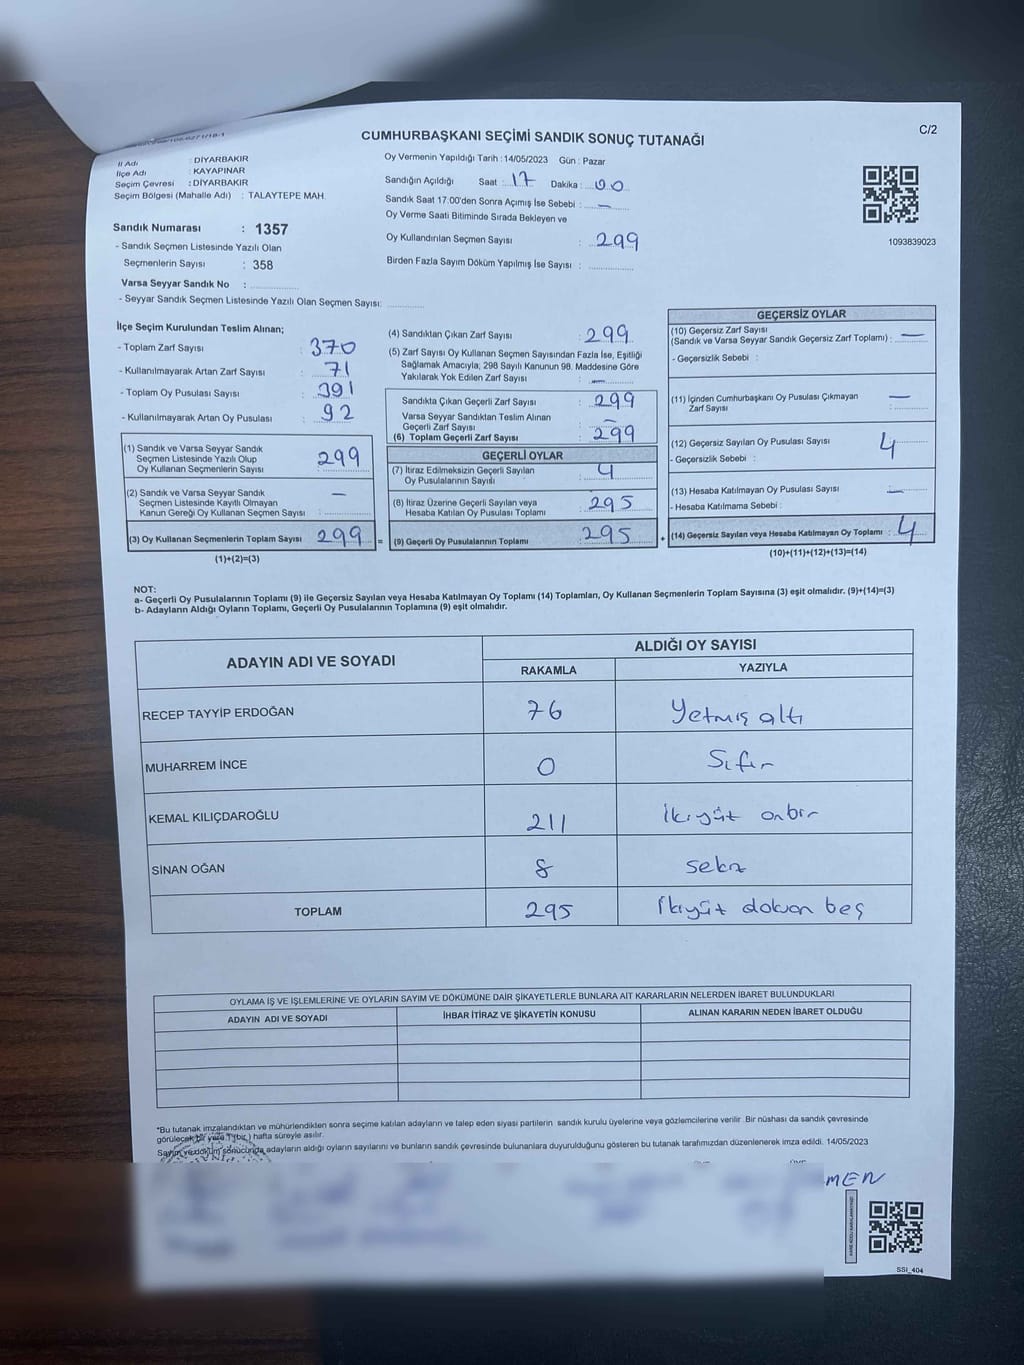 CUMHURBAŞKANI SEÇİMİ SANDIK SONUÇ TUTANAĞI
C/2
İl Adı : DİYARBAKIR
İlçe Adı : KAYAPINAR
Seçim Çevresi : DİYARBAKIR
Seçim Bölgesi (Mahalle Adı) : TALAYTEPE MAH.
Oy Vermenin Yapıldığı Tarih : 14/05/2023 Gün : Pazar
Sandığın Açıldığı Saat : 17 Dakika : 00
Sandık Saat 17:00'den Sonra Açılmış İse Sebebi : —
Oy Verme Saati Bitiminde Sırada Bekleyen ve
Oy Kullandırılan Seçmen Sayısı : 299
Birden Fazla Sayım Döküm Yapılmış İse Sayısı :
1093839023
Sandık Numarası : 1357
- Sandık Seçmen Listesinde Yazılı Olan
Seçmenlerin Sayısı : 358
Varsa Seyyar Sandık No :
- Seyyar Sandık Seçmen Listesinde Yazılı Olan Seçmen Sayısı:
İlçe Seçim Kurulundan Teslim Alınan;
- Toplam Zarf Sayısı : 370
- Kullanılmayarak Artan Zarf Sayısı : 71
- Toplam Oy Pusulası Sayısı : 391
- Kullanılmayarak Artan Oy Pusulası : 92
(1) Sandık ve Varsa Seyyar Sandık
Seçmen Listesinde Yazılı Olup
Oy Kullanan Seçmenlerin Sayısı : 299
(2) Sandık ve Varsa Seyyar Sandık
Seçmen Listesinde Kayıtlı Olmayan
Kanun Gereği Oy Kullanan Seçmen Sayısı : —
(3) Oy Kullanan Seçmenlerin Toplam Sayısı : 299 =
(1)+(2)=(3)
(4) Sandıktan Çıkan Zarf Sayısı : 299
(5) Zarf Sayısı Oy Kullanan Seçmen Sayısından Fazla İse, Eşitliği
Sağlamak Amacıyla; 298 Sayılı Kanunun 98. Maddesine Göre
Yakılarak Yok Edilen Zarf Sayısı : —
Sandıkta Çıkan Geçerli Zarf Sayısı : 299
Varsa Seyyar Sandıktan Teslim Alınan
Geçerli Zarf Sayısı : —
(6) Toplam Geçerli Zarf Sayısı : 299
GEÇERLİ OYLAR
(7) İtiraz Edilmeksizin Geçerli Sayılan
Oy Pusulalarının Sayısı : 4
(8) İtiraz Üzerine Geçerli Sayılan veya
Hesaba Katılan Oy Pusulası Toplamı : 295
(9) Geçerli Oy Pusulalarının Toplamı : 295 +
GEÇERSİZ OYLAR
(10) Geçersiz Zarf Sayısı
(Sandık ve Varsa Seyyar Sandık Geçersiz Zarf Toplamı) : —
- Geçersizlik Sebebi :
(11) İçinden Cumhurbaşkanı Oy Pusulası Çıkmayan
Zarf Sayısı : —
(12) Geçersiz Sayılan Oy Pusulası Sayısı : 4
- Geçersizlik Sebebi :
(13) Hesaba Katılmayan Oy Pusulası Sayısı : —
- Hesaba Katılmama Sebebi :
(14) Geçersiz Sayılan veya Hesaba Katılmayan Oy Toplamı : 4
(10)+(11)+(12)+(13)=(14)
NOT:
a- Geçerli Oy Pusulalarının Toplamı (9) ile Geçersiz Sayılan veya Hesaba Katılmayan Oy Toplamı (14) Toplamları, Oy Kullanan Seçmenlerin Toplam Sayısına (3) eşit olmalıdır. (9)+(14)=(3)
b- Adayların Aldığı Oyların Toplamı, Geçerli Oy Pusulalarının Toplamına (9) eşit olmalıdır.
ADAYIN ADI VE SOYADI
ALDIĞI OY SAYISI
RAKAMLA YAZIYLA
RECEP TAYYİP ERDOĞAN 76 Yetmiş altı
MUHARREM İNCE 0 Sıfır
KEMAL KILIÇDAROĞLU 211 İkiyüz onbir
SİNAN OĞAN 8 sekiz
TOPLAM 295 İkiyüz doksan beş
OYLAMA İŞ VE İŞLEMLERİNE VE OYLARIN SAYIM VE DÖKÜMÜNE DAİR ŞİKAYETLERLE BUNLARA AİT KARARLARIN NELERDEN İBARET BULUNDUKLARI
ADAYIN ADI VE SOYADI İHBAR İTİRAZ VE ŞİKAYETİN KONUSU ALINAN KARARIN NEDEN İBARET OLDUĞU
*Bu tutanak imzalandıktan ve mühürlendikten sonra seçime katılan adayların ve talep eden siyasi partilerin sandık kurulu üyelerine veya gözlemcilerine verilir. Bir nüshası da sandık çevresinde
görülecek bir yere 1 (bir) hafta süreyle asılır.
Sayım ve döküm sonucunda adayların aldığı oyların sayılarını ve bunların sandık çevresinde bulunanlara duyurulduğunu gösteren bu tutanak tarafımızdan düzenlenerek imza edildi. 14/05/2023
MEN
SSI_404